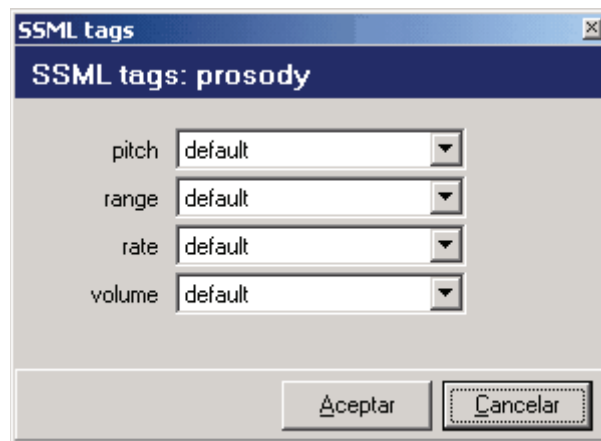 SSML tags
SSML tags: prosody
pitch default
range default
rate default
volume default
Aceptar Cancelar